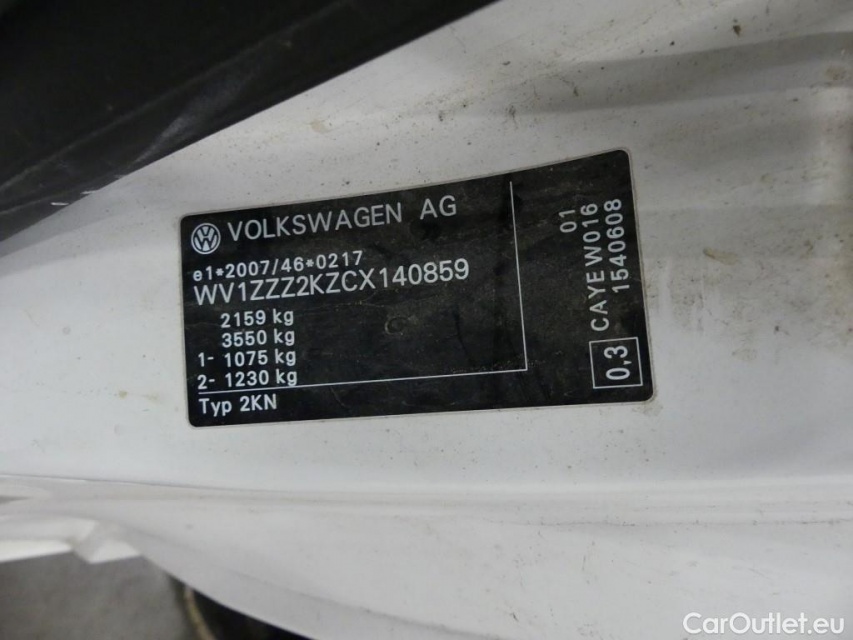 VOLKSWAGEN AG
e1*2007/46*0217
WV1ZZZ2KZCX140859
2159 kg
3550 kg
1- 1075 kg
2- 1230 kg
Typ 2KN
01
CAYE W016
1540608
0,3
CarOutlet.eu